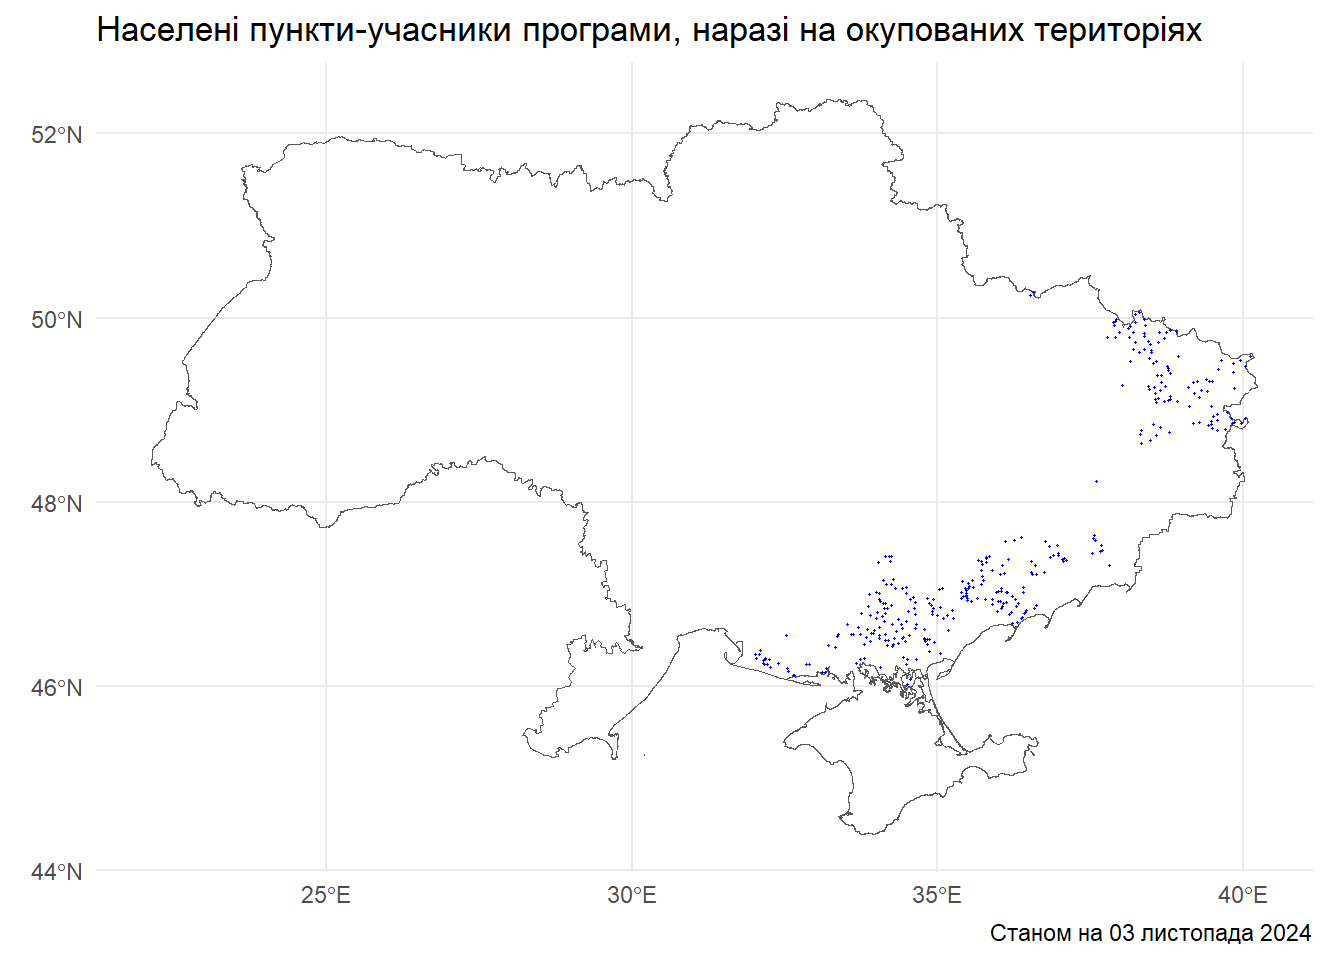 Населені пункти-учасники програми, наразі на окупованих територіях
52°N
50°N
48°N
46°N
44°N
25°E 30°E 35°E 40°E
Станом на 03 листопада 2024